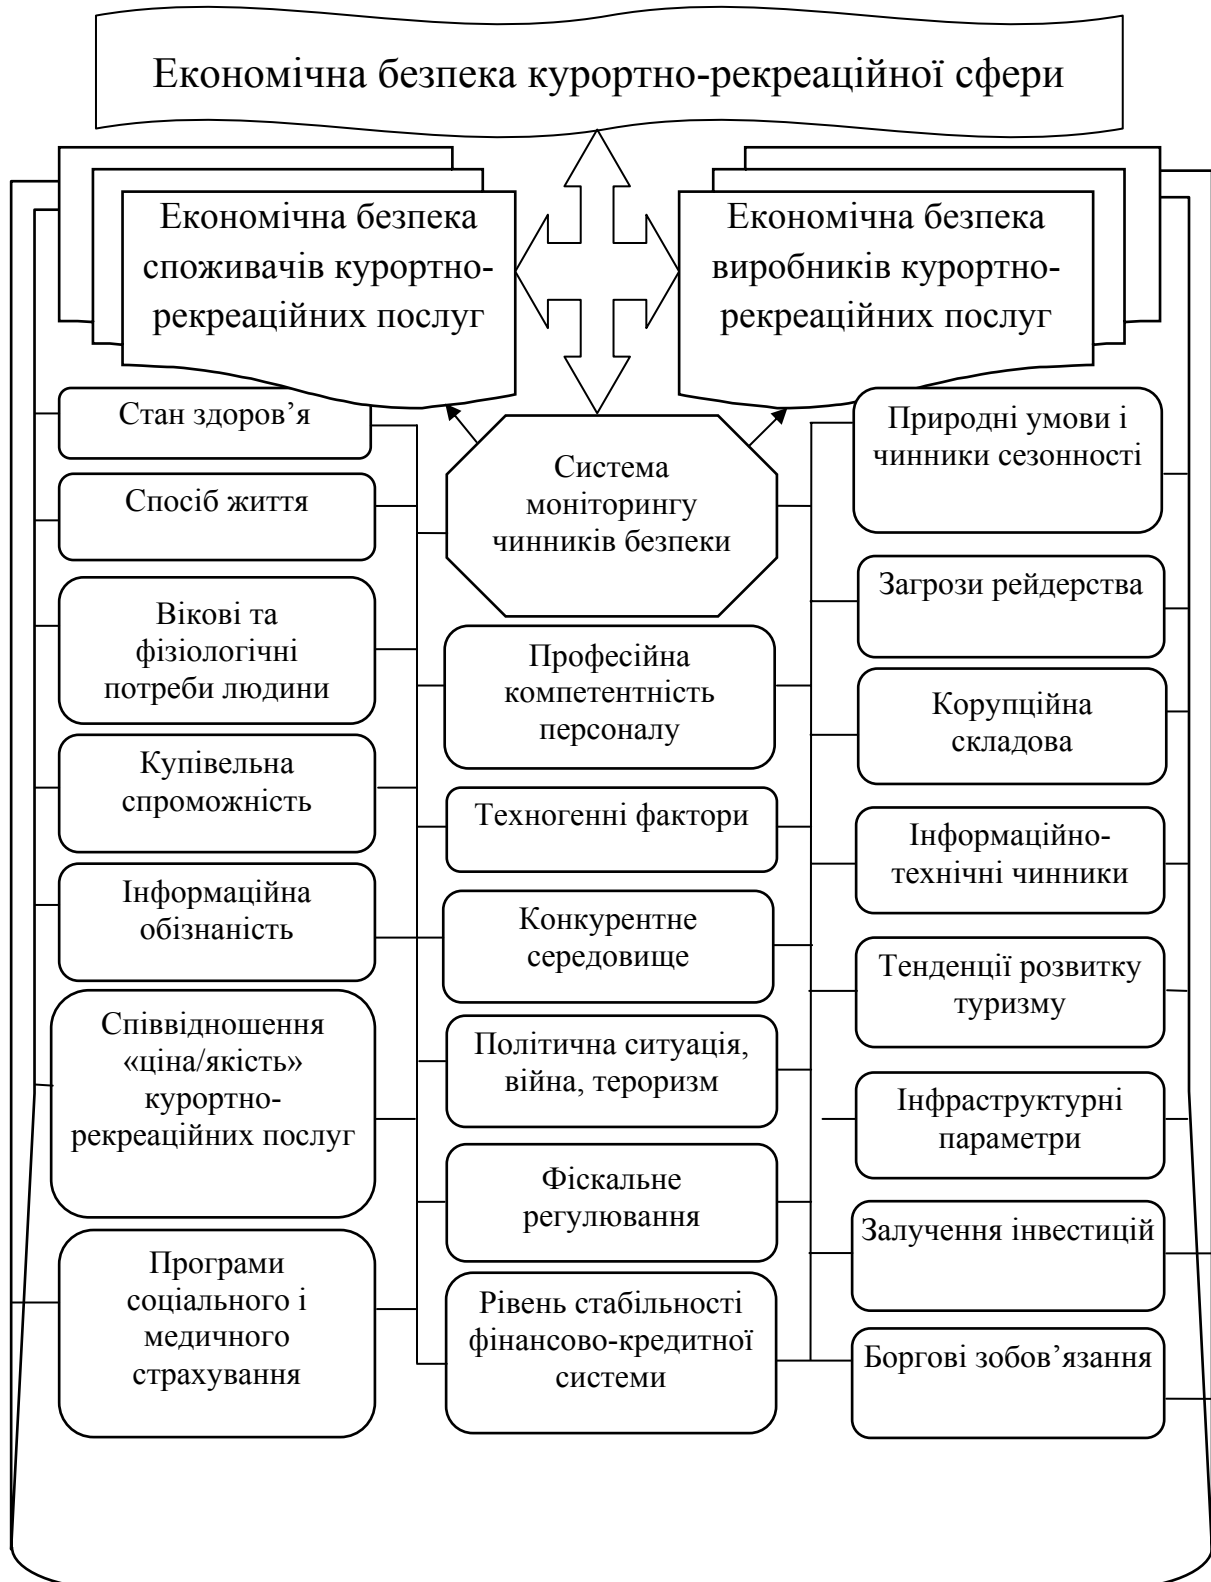 Економічна безпека курортно-рекреаційної сфери
Економічна безпека
споживачів курортно-
рекреаційних послуг
Економічна безпека
виробників курортно-
рекреаційних послуг
Стан здоров’я
Спосіб життя
Вікові та
фізіологічні
потреби людини
Купівельна
спроможність
Інформаційна
обізнаність
Співвідношення
«ціна/якість»
курортно-
рекреаційних послуг
Програми
соціального і
медичного
страхування
Система
моніторингу
чинників безпеки
Професійна
компетентність
персоналу
Техногенні фактори
Конкурентне
середовище
Політична ситуація,
війна, тероризм
Фіскальне
регулювання
Рівень стабільності
фінансово-кредитної
системи
Природні умови і
чинники сезонності
Загрози рейдерства
Корупційна
складова
Інформаційно-
технічні чинники
Тенденції розвитку
туризму
Інфраструктурні
параметри
Залучення інвестицій
Боргові зобов’язання